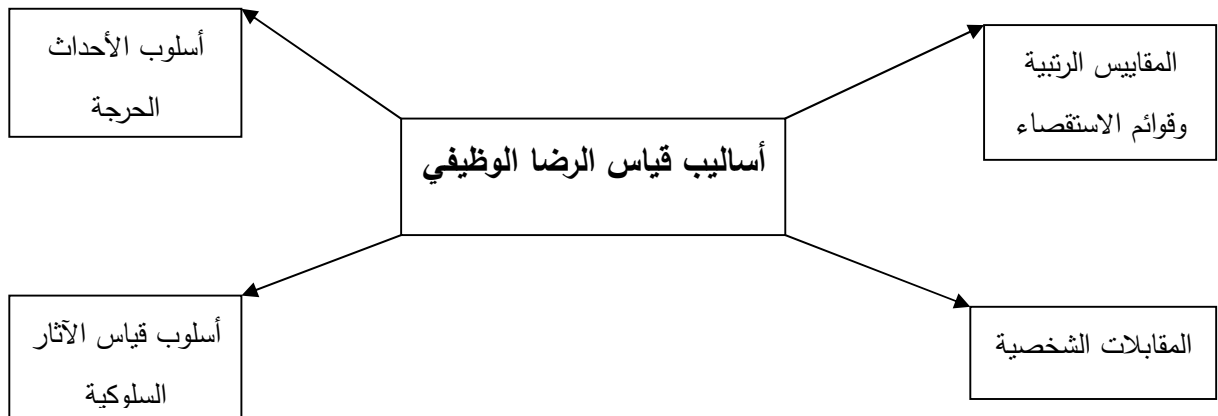 المقاييس الرتبية
وقوائم الاستقصاء
أسلوب الأحداث
الحرجة
أساليب قياس الرضا الوظيفي
المقابلات الشخصية
أسلوب قياس الآثار
السلوكية